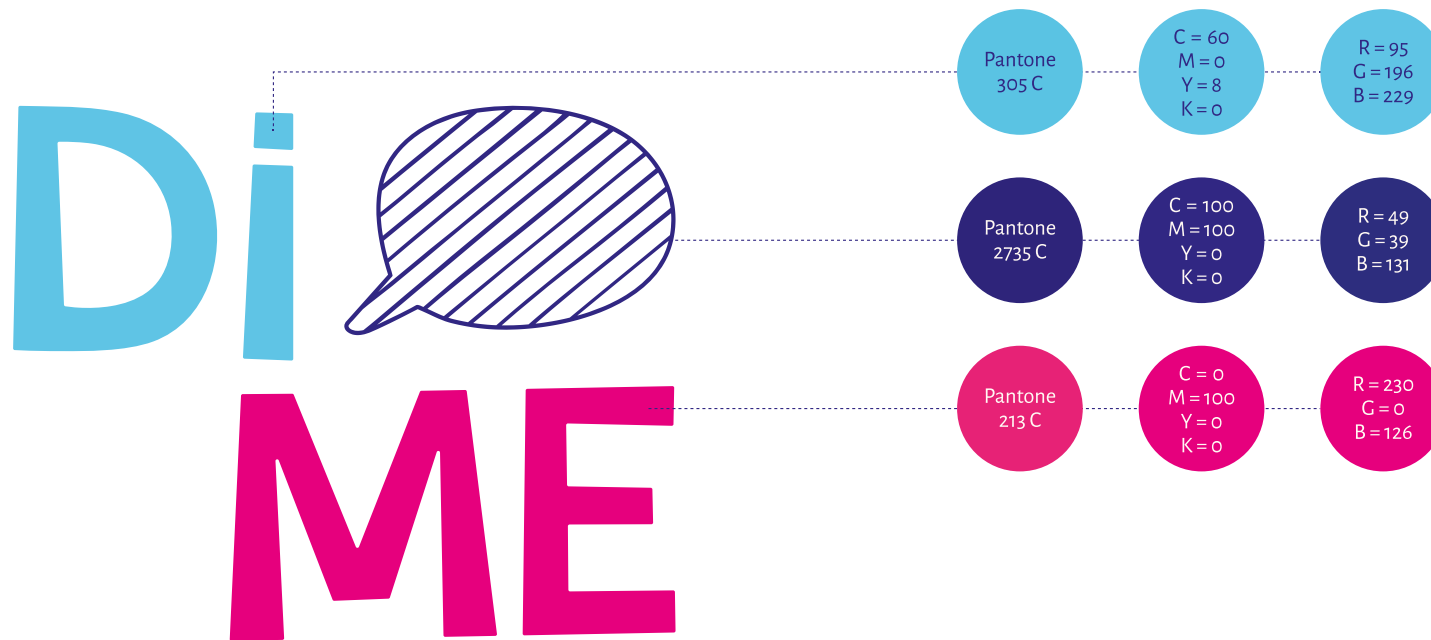 Di
ME
Pantone
305 C
C = 60
M = 0
Y = 8
K = 0
R = 95
G = 196
B = 229
Pantone
2735 C
C = 100
M = 100
Y = 0
K = 0
R = 49
G = 39
B = 131
Pantone
213 C
C = 0
M = 100
Y = 0
K = 0
R = 230
G = 0
B = 126